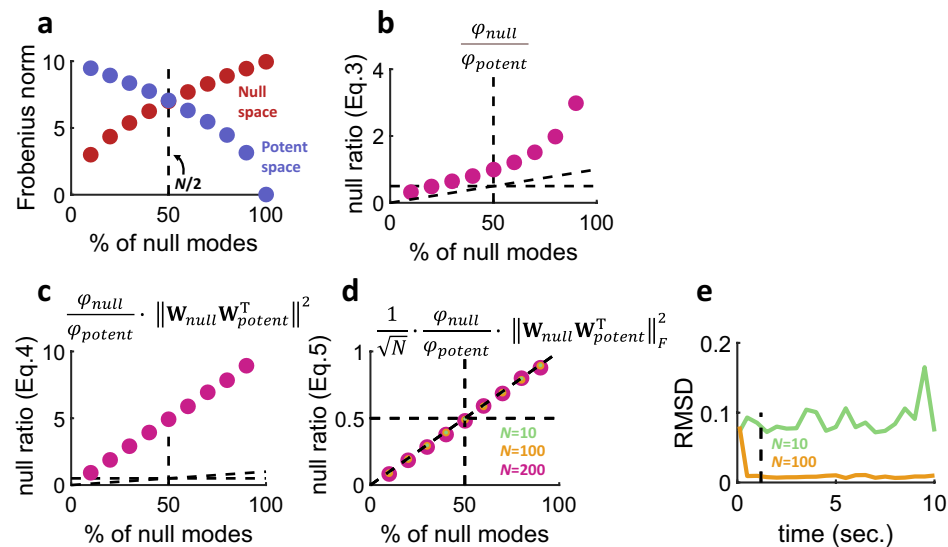 a
Frobenius norm
10
5
0
0
50
100
% of null modes
Null
space
Potent
space
N/2
b
φnull
φpotent
null ratio (Eq.3)
4
2
0
0
50
100
% of null modes
c
φnull
φpotent
· ‖WnullWᵀpotent‖²
null ratio (Eq.4)
10
5
0
0
50
100
% of null modes
d
1
√N
· φnull
φpotent
· ‖WnullWᵀpotent‖²F
null ratio (Eq.5)
1
0.5
0
0
50
100
N=10
N=100
N=200
% of null modes
e
RMSD
0.2
0.1
0
0
5
10
N=10
N=100
time (sec.)